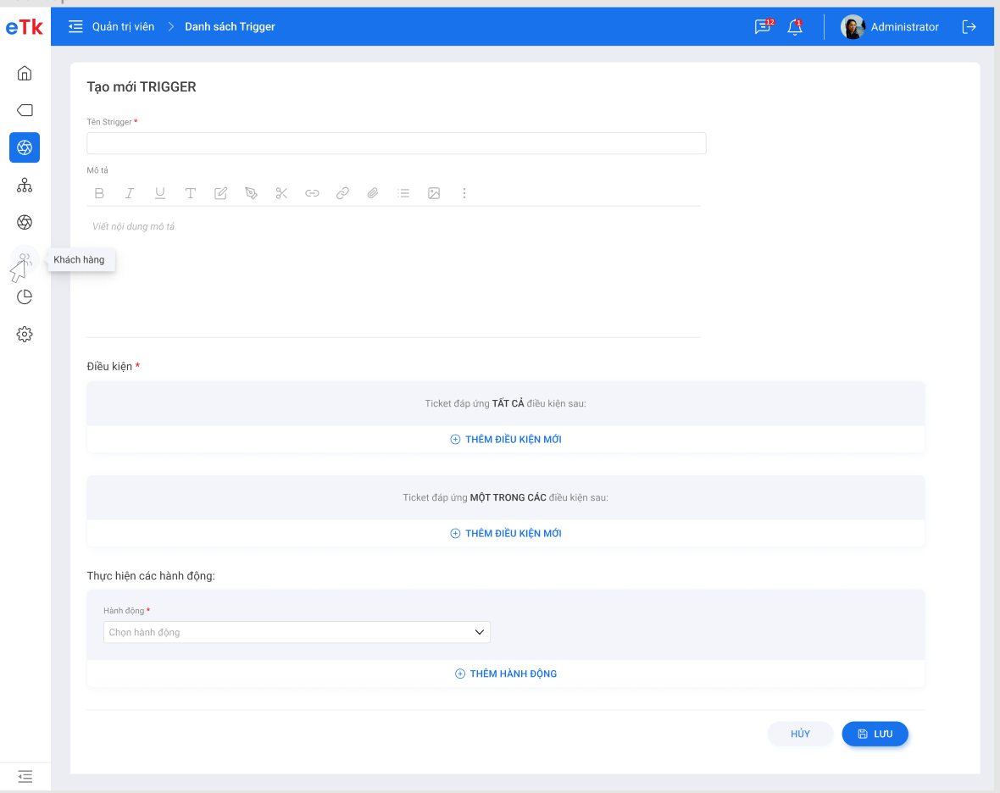 eTk
Quản trị viên
Danh sách Trigger
12
1
Administrator
Tạo mới TRIGGER
Tên Strigger *
Mô tả
Viết nội dung mô tả
Khách hàng
Điều kiện *
Ticket đáp ứng TẤT CẢ điều kiện sau:
THÊM ĐIỀU KIỆN MỚI
Ticket đáp ứng MỘT TRONG CÁC điều kiện sau:
THÊM ĐIỀU KIỆN MỚI
Thực hiện các hành động:
Hành động *
Chọn hành động
THÊM HÀNH ĐỘNG
HỦY
LƯU